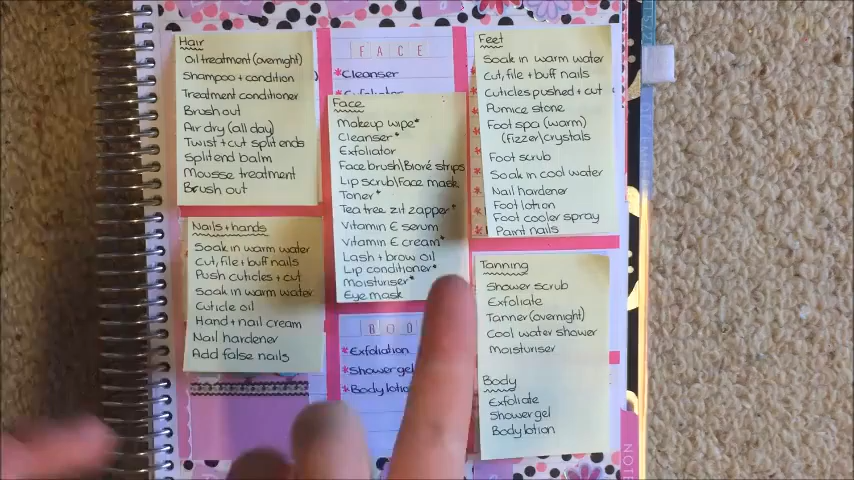 Hair
Oil treatment (overnight)
Shampoo + condition
Treatment conditioner
Brush out
Air dry (all day)
Twist + cut split ends
Split end balm
Mousse treatment
Brush out
Nails + hands
Soak in warm water
Cut, file + buff nails
Push cuticles + cut
Soak in warm water
Cuticle oil
Hand + nail cream
Nail hardener
Add false nails
FACE
*Cleanser
Face
Makeup wipe*
Cleanser*
Exfoliator
Face brush\Bioré strips
Lip scrub/Face mask
Toner*
Tea tree zit zapper*
Vitamin E serum
Vitamin E cream*
Lash + brow oil
Lip conditioner*
Moisturiser*
Eye mask
BO
*Exfoliation
*Shower gel
*Body lotio
Feet
Soak in warm water
Cut, file + buff nails
Cuticles pushed + cut
Pumice stone
Foot spa (warm)
(fizzer/crystals
Foot scrub
Soak in cool water
Nail hardener
Foot lotion
Foot cooler spray
Paint nails
Tanning
Shower scrub
Exfoliate
Tanner (overnight)
Cool water shower
Moisturiser
Body
Exfoliate
Shower gel
Body lotion
NOTE